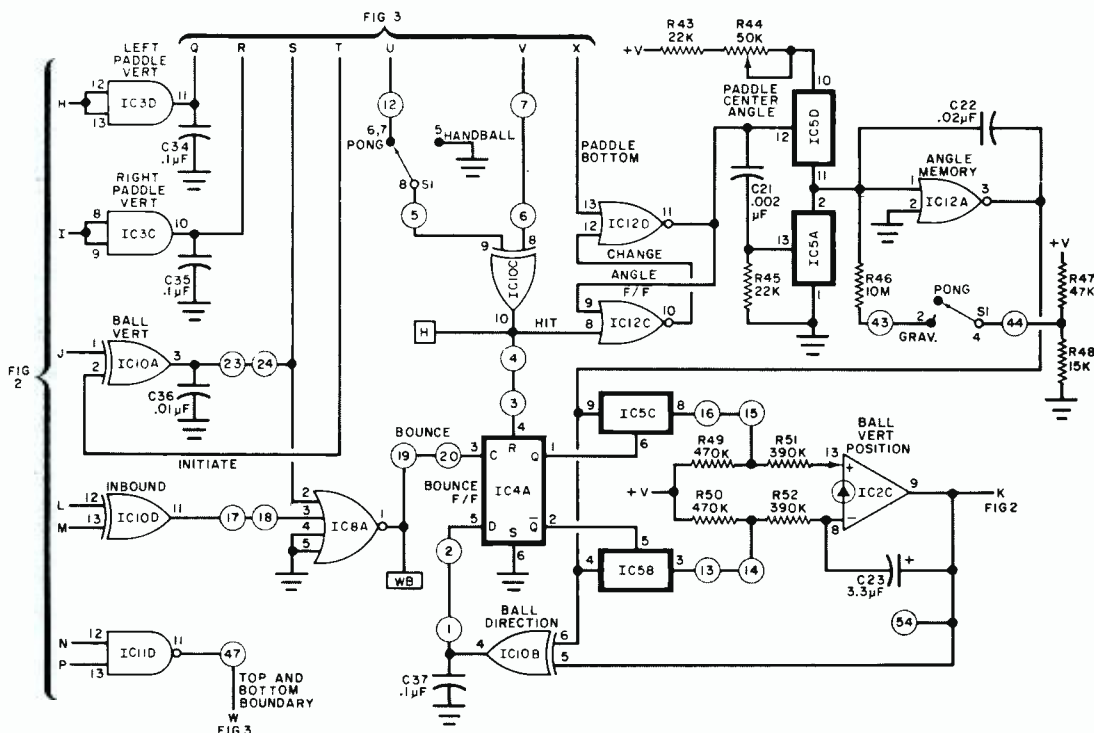 FIG 3
Q R S T U V X
LEFT
PADDLE
VERT
H
12
13
IC3D
11
C34
.1µF
RIGHT
PADDLE
VERT
I
8
9
IC3C
10
C35
.1µF
BALL
VERT
J
1
2
IC10A
3
23
24
C36
.01µF
INITIATE
FIG
2
INBOUND
L
M
12
13
IC10D
11
17
18
2
3
4
5
IC8A
1
WB
N
P
12
13
IC11D
11
47
TOP AND
BOTTOM
BOUNDARY
W
FIG 3
12
6,7
PONG
5
HANDBALL
8
S1
5
7
6
9
8
IC10C
10
H
HIT
4
3
PADDLE
BOTTOM
13
12
IC12D
11
CHANGE
ANGLE
F/F
9
8
IC12C
10
+V
R43
22K
R44
50K
PADDLE
CENTER
ANGLE
10
12
IC5D
11
C21
.002
µF
R45
22K
2
13
IC5A
1
C22
.02µF
ANGLE
MEMORY
1
2
IC12A
3
R46
10M
43
2
GRAV.
PONG
S1
4
44
+V
R47
47K
R48
15K
BOUNCE
19
20
BOUNCE
F/F
4
3
C
R
Q
1
IC4A
5
D
S
Q
2
6
2
1
9
IC5C
8
6
16
15
5
4
IC5B
3
13
14
R49
470K
R50
470K
+V
R51
390K
R52
390K
BALL
VERT
POSITION
13
+
IC2C
9
8
−
K
FIG 2
C23
3.3µF
+
54
BALL
DIRECTION
4
IC10B
6
5
C37
.1µF